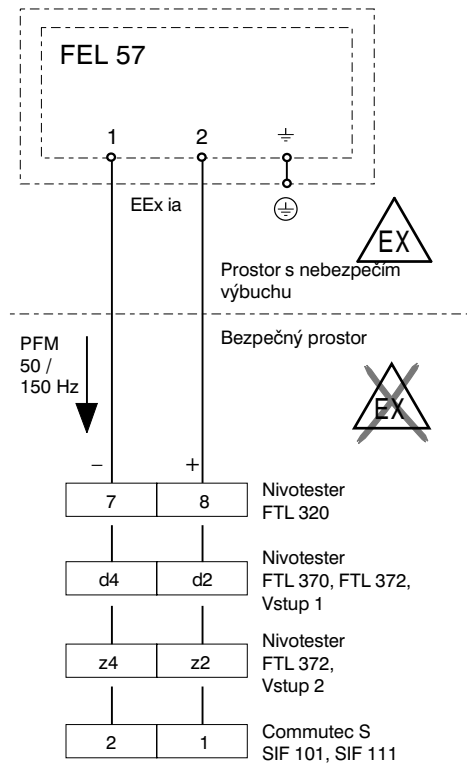 FEL 57
1 2
EEx ia
EX
Prostor s nebezpečím
výbuchu
Bezpečný prostor
PFM
50 /
150 Hz
EX
– +
7 8
Nivotester
FTL 320
d4 d2
Nivotester
FTL 370, FTL 372,
Vstup 1
z4 z2
Nivotester
FTL 372,
Vstup 2
2 1
Commutec S
SIF 101, SIF 111